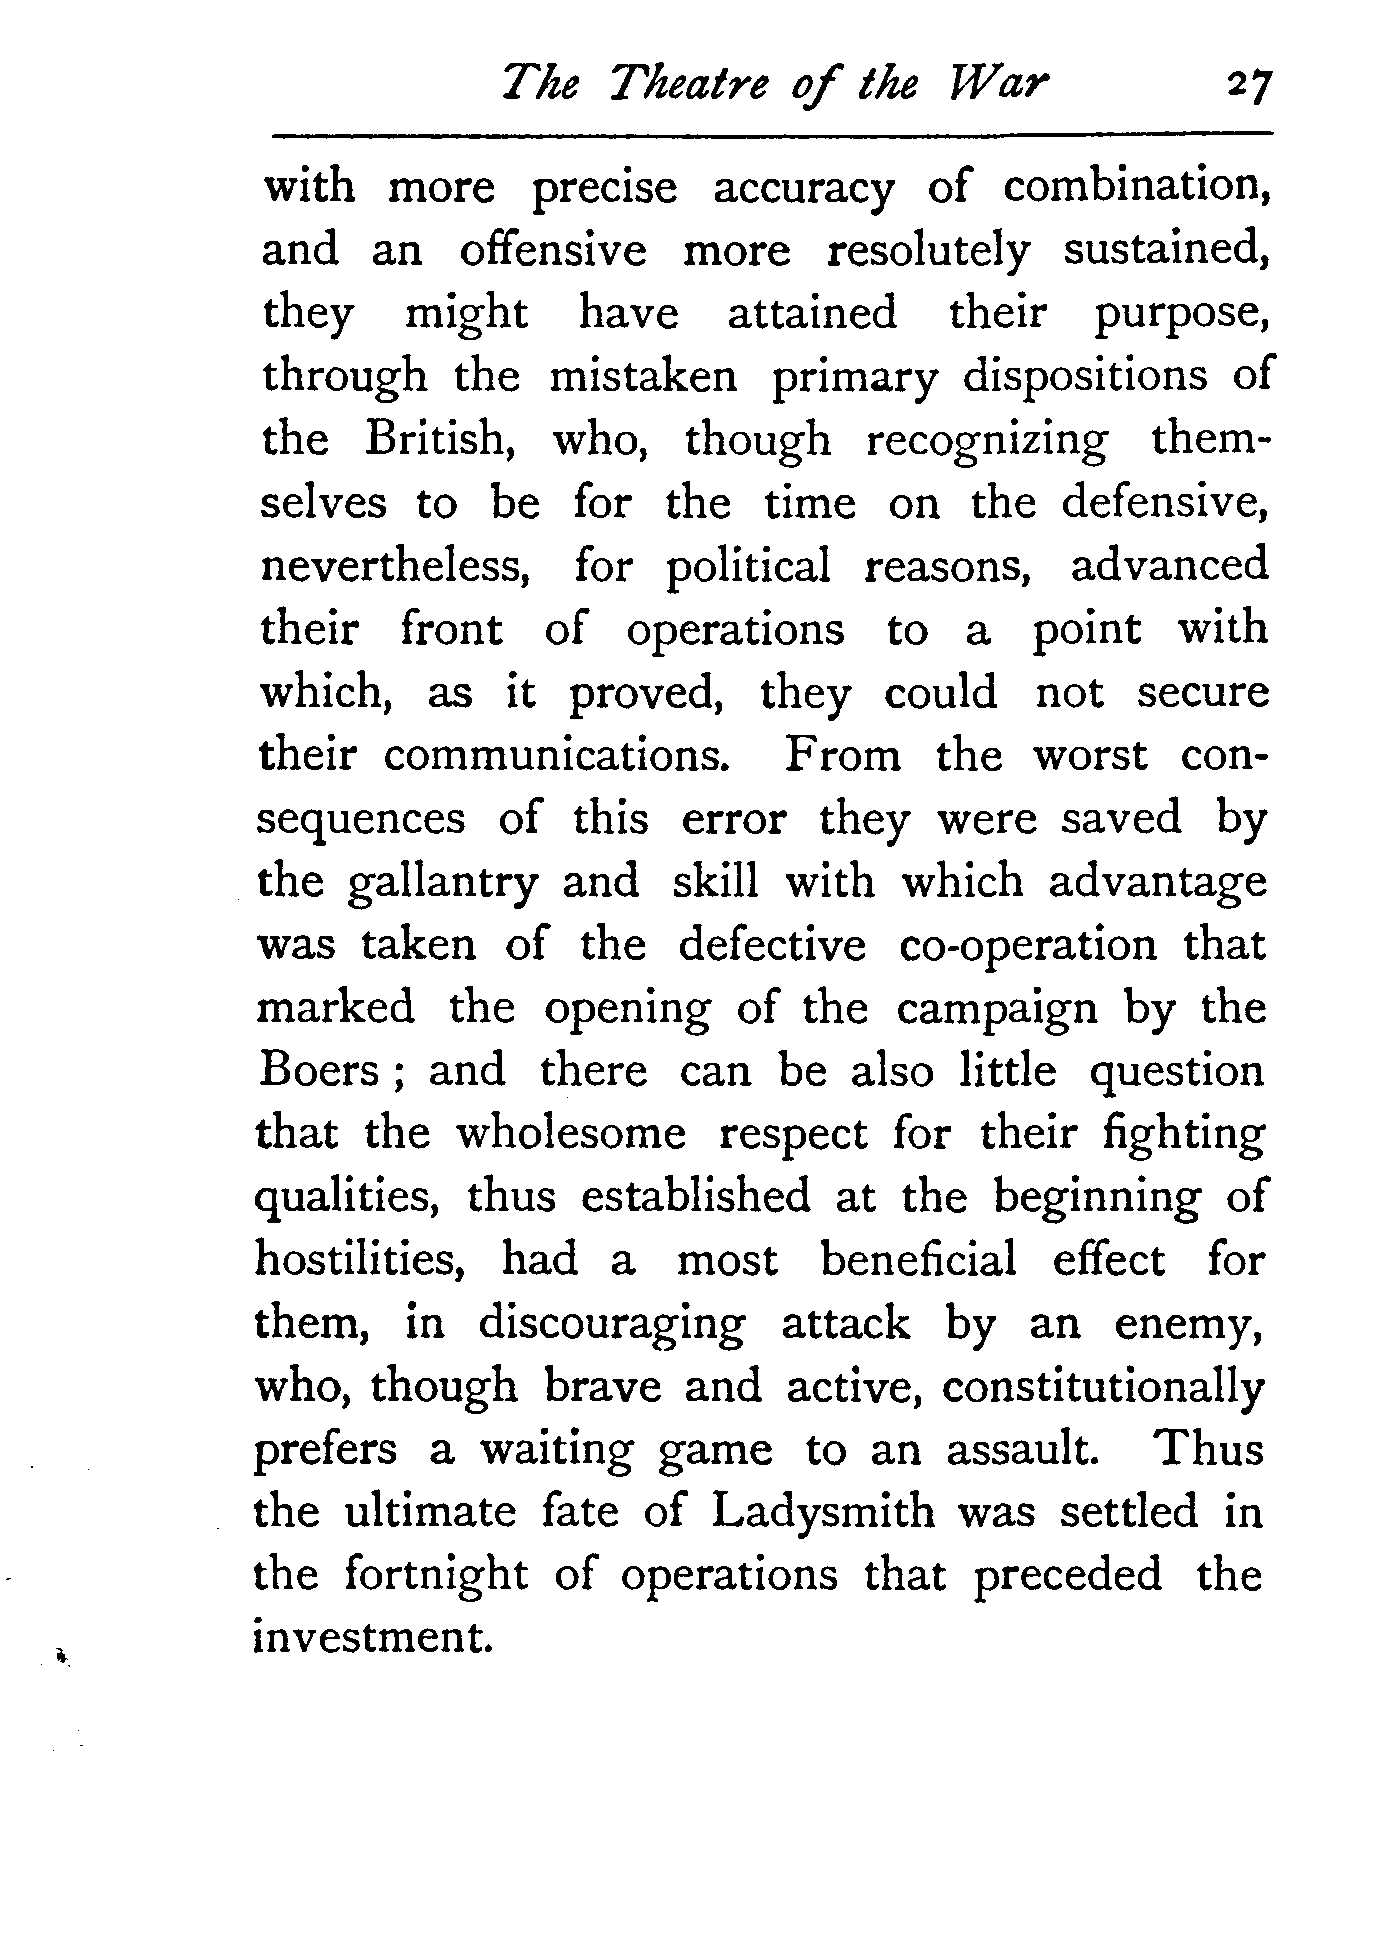 The Theatre of the War 27
with more precise accuracy of combination,
and an offensive more resolutely sustained,
they might have attained their purpose,
through the mistaken primary dispositions of
the British, who, though recognizing them-
selves to be for the time on the defensive,
nevertheless, for political reasons, advanced
their front of operations to a point with
which, as it proved, they could not secure
their communications. From the worst con-
sequences of this error they were saved by
the gallantry and skill with which advantage
was taken of the defective co-operation that
marked the opening of the campaign by the
Boers ; and there can be also little question
that the wholesome respect for their fighting
qualities, thus established at the beginning of
hostilities, had a most beneficial effect for
them, in discouraging attack by an enemy,
who, though brave and active, constitutionally
prefers a waiting game to an assault. Thus
the ultimate fate of Ladysmith was settled in
the fortnight of operations that preceded the
investment.